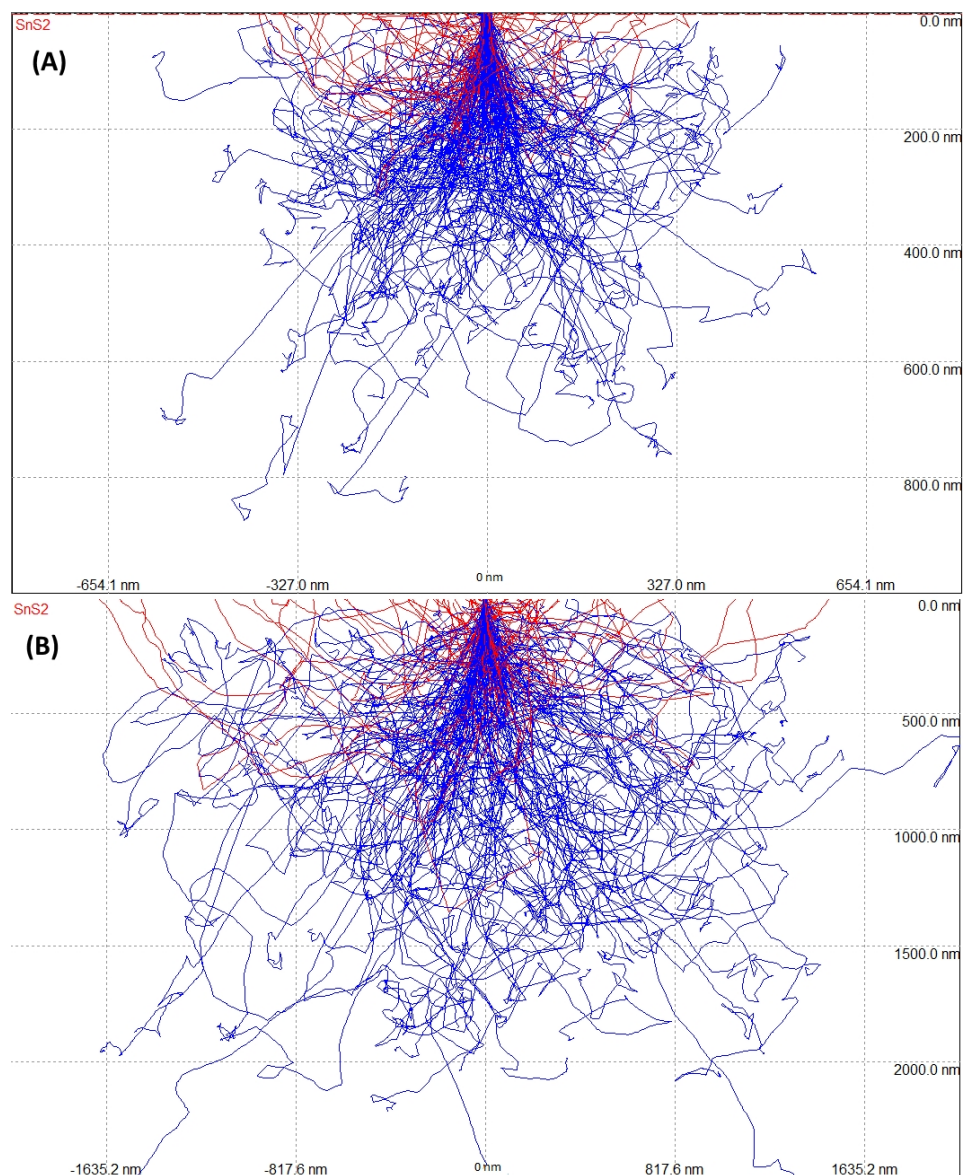 SnS2
0.0 nm
(A)
200.0 nm
400.0 nm
600.0 nm
800.0 nm
-654.1 nm -327.0 nm 0 nm 327.0 nm 654.1 nm
SnS2
0.0 nm
(B)
500.0 nm
1000.0 nm
1500.0 nm
2000.0 nm
-1635.2 nm -817.6 nm 0 nm 817.6 nm 1635.2 nm